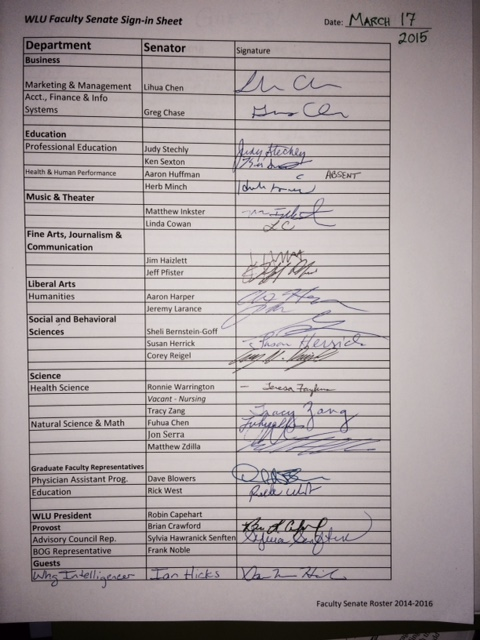 WLU Faculty Senate Sign-in Sheet Date: MARCH 17
2015
Department Senator Signature
Business
Marketing & Management Lihua Chen
Acct., Finance & Info
Systems Greg Chase
Education
Professional Education Judy Stechly Judy Stechly
Ken Sexton
Health & Human Performance Aaron Huffman ABSENT
Herb Minch
Music & Theater
Matthew Inkster
Linda Cowan LC
Fine Arts, Journalism &
Communication
Jim Haizlett
Jeff Pfister
Liberal Arts
Humanities Aaron Harper
Jeremy Larance
Social and Behavioral
Sciences Sheli Bernstein-Goff
Susan Herrick Susan Herrick
Corey Reigel
Science
Health Science Ronnie Warrington
Vacant - Nursing
Tracy Zang Tracy Zang
Natural Science & Math Fuhua Chen
Jon Serra
Matthew Zdilla
Graduate Faculty Representatives
Physician Assistant Prog. Dave Blowers
Education Rick West
WLU President Robin Capehart
Provost Brian Crawford
Advisory Council Rep. Sylvia Hawranick Senften
BOG Representative Frank Noble
Guests
Whg Intelligencer Ian Hicks
Faculty Senate Roster 2014-2016